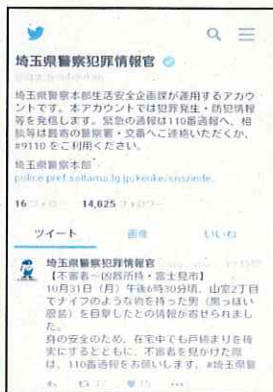 埼玉県警察犯罪情報官
埼玉県警察本部生活安全企画課が運用するアカウ
ントです。本アカウントでは犯罪発生・防犯情報
等を発信します。緊急の通報は110番通報へ、相
談等は最寄の警察署・交番へご連絡いただくか、
#9110 をご利用ください。
埼玉県警察本部
police.pref.saitama.lg.jp/kenke/sns/inde..
16 フォロー 14,825 フォロワー
ツイート 画像 いいね
埼玉県警察犯罪情報官
【不審者~凶器所持・富士見市】
10月31日（月）午後6時30分頃、山室2丁目
でナイフのような物を持った男（黒っぽい
服装）を目撃したとの情報が寄せられまし
た。
身の安全のため、在宅中でも戸締まりを確
実にするとともに、不審者を見かけた際
は、110番通報をお願いします。#埼玉県警